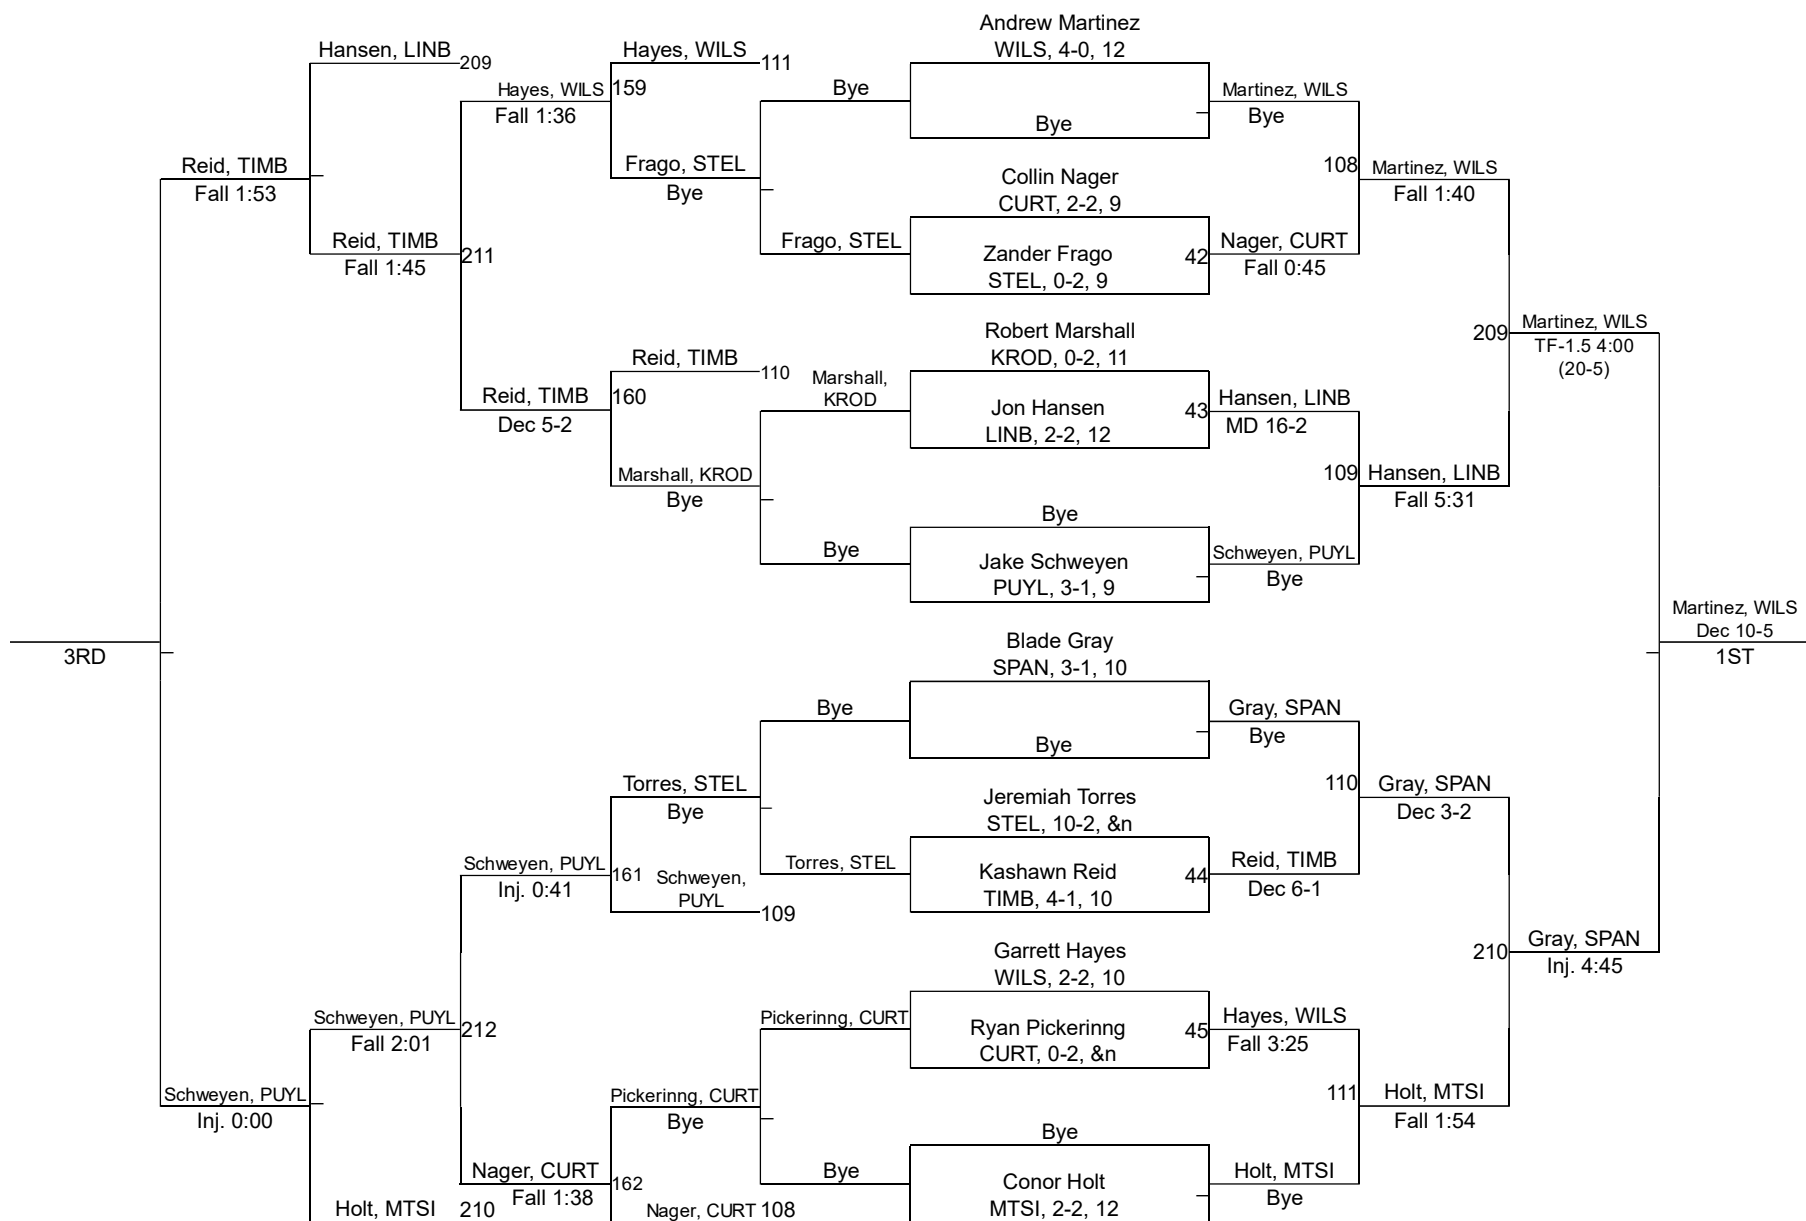 Andrew Martinez
Hansen, LINB
209
Hayes, WILS
111
WILS, 4-0, 12
Hayes, WILS
159
Bye
Martinez, WILS
Fall 1:36
Bye
Bye
Reid, TIMB
Frago, STEL
108
Martinez, WILS
Fall 1:53
Bye
Collin Nager
Fall 1:40
CURT, 2-2, 9
Reid, TIMB
211
Frago, STEL
Zander Frago
42
Nager, CURT
Fall 1:45
STEL, 0-2, 9
Fall 0:45
Robert Marshall
209
Martinez, WILS
Reid, TIMB
110
KROD, 0-2, 11
TF-1.5 4:00
(20-5)
Reid, TIMB
160
Marshall,
KROD
Jon Hansen
43
Hansen, LINB
Dec 5-2
LINB, 2-2, 12
MD 16-2
Marshall, KROD
109
Hansen, LINB
Bye
Fall 5:31
Bye
Bye
Jake Schweyen
Schweyen, PUYL
PUYL, 3-1, 9
Bye
Martinez, WILS
Dec 10-5
3RD
Blade Gray
1ST
SPAN, 3-1, 10
Bye
Gray, SPAN
Bye
Bye
Torres, STEL
110
Gray, SPAN
Bye
Jeremiah Torres
Dec 3-2
STEL, 10-2, &n
Schweyen, PUYL
161
Schweyen,
PUYL
Torres, STEL
Kashawn Reid
44
Reid, TIMB
Inj. 0:41
109
TIMB, 4-1, 10
Dec 6-1
Garrett Hayes
210
Gray, SPAN
WILS, 2-2, 10
Inj. 4:45
Schweyen, PUYL
212
Pickerinng, CURT
Ryan Pickerinng
45
Hayes, WILS
Fall 2:01
CURT, 0-2, &n
Fall 3:25
Schweyen, PUYL
Pickerinng, CURT
111
Holt, MTSI
Inj. 0:00
Bye
Bye
Fall 1:54
Nager, CURT
162
Bye
Conor Holt
Holt, MTSI
Fall 1:38
Bye
Holt, MTSI
210
Nager, CURT
108
MTSI, 2-2, 12